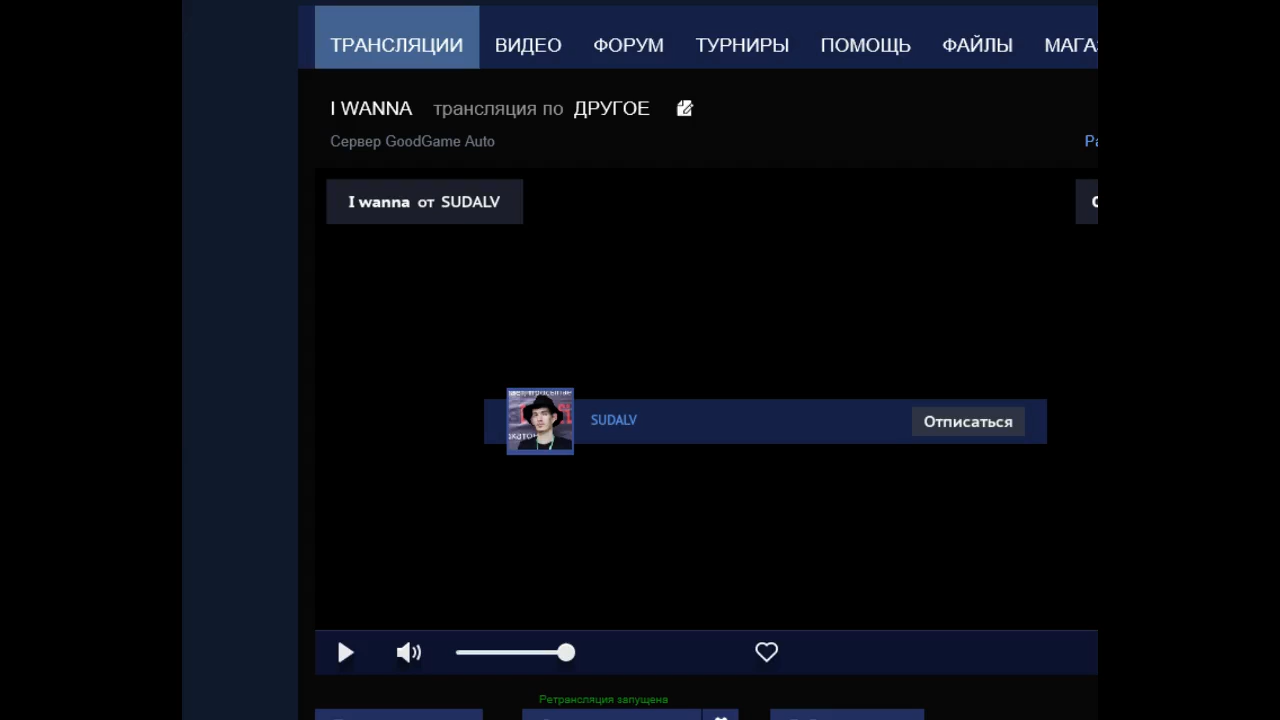 ТРАНСЛЯЦИИ ВИДЕО ФОРУМ ТУРНИРЫ ПОМОЩЬ ФАЙЛЫ МАГА
I WANNA трансляция по ДРУГОЕ
Сервер GoodGame Auto
I wanna от SUDALV
SUDALV
Отписаться
Ретрансляция запущена